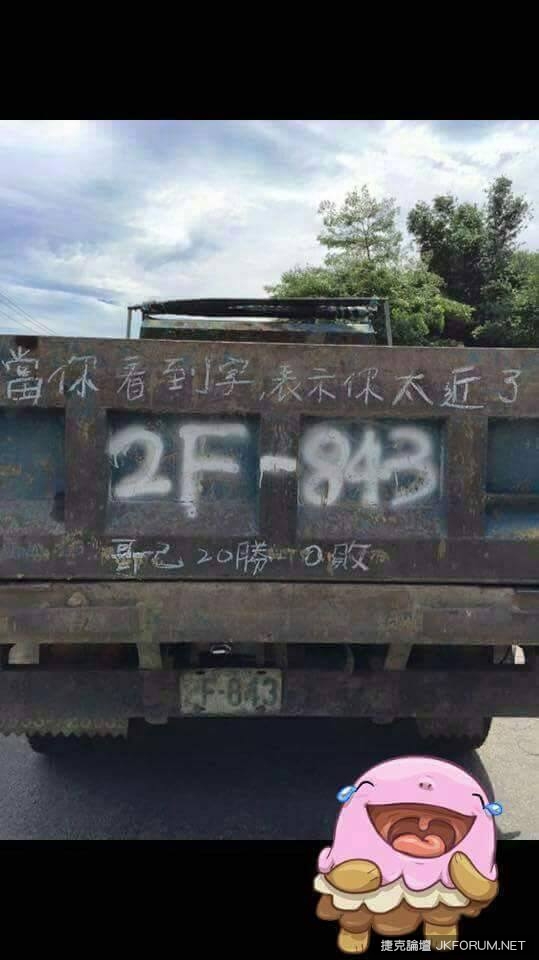 當你看到字,表示你太近了
2F-843
哥已20勝 0敗
F-843
捷克論壇 JKFORUM.NET